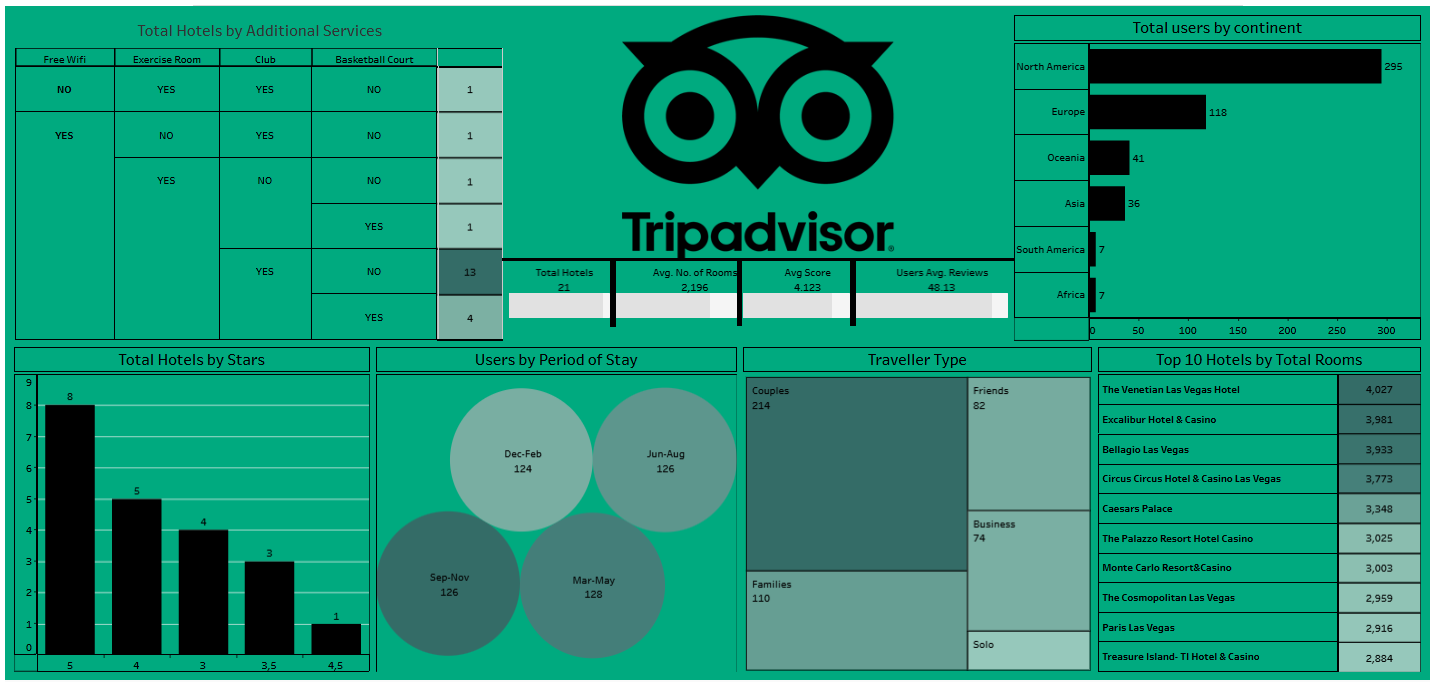 Total Hotels by Additional Services
Free Wifi Exercise Room Club Basketball Court
NO YES YES NO 1
YES NO YES NO 1
YES NO NO 1
YES 1
YES NO 13
YES 4
Tripadvisor®
Total Hotels
21
Avg. No. of Rooms
2,196
Avg Score
4.123
Users Avg. Reviews
48.13
Total users by continent
North America 295
Europe 118
Oceania 41
Asia 36
South America 7
Africa 7
0 50 100 150 200 250 300
Total Hotels by Stars
9
8
7
6
5
4
3
2
1
0
8
5
4
3
1
5 4 3 3,5 4,5
Users by Period of Stay
Dec-Feb
124
Jun-Aug
126
Sep-Nov
126
Mar-May
128
Traveller Type
Couples
214
Friends
82
Business
74
Families
110
Solo
Top 10 Hotels by Total Rooms
The Venetian Las Vegas Hotel 4,027
Excalibur Hotel & Casino 3,981
Bellagio Las Vegas 3,933
Circus Circus Hotel & Casino Las Vegas 3,773
Caesars Palace 3,348
The Palazzo Resort Hotel Casino 3,025
Monte Carlo Resort&Casino 3,003
The Cosmopolitan Las Vegas 2,959
Paris Las Vegas 2,916
Treasure Island- TI Hotel & Casino 2,884